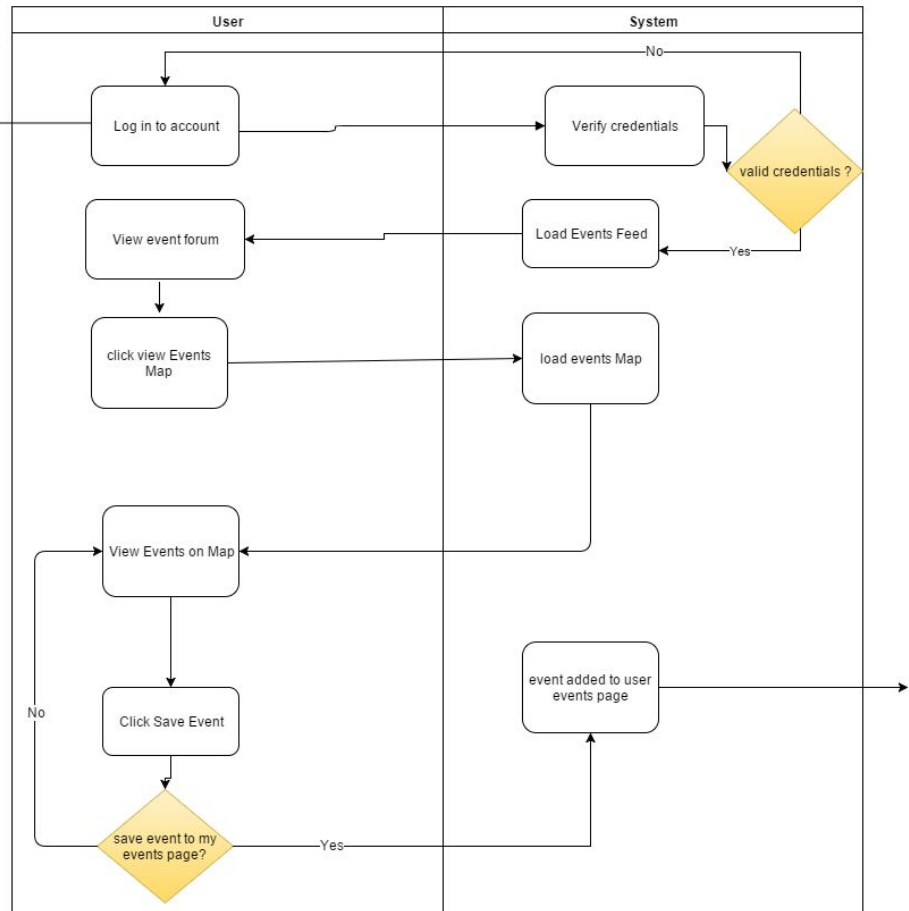 User
System
No
Log in to account
Verify credentials
valid credentials ?
View event forum
Load Events Feed
Yes
click view Events
Map
load events Map
View Events on Map
event added to user
events page
No
Click Save Event
save event to my
events page?
Yes